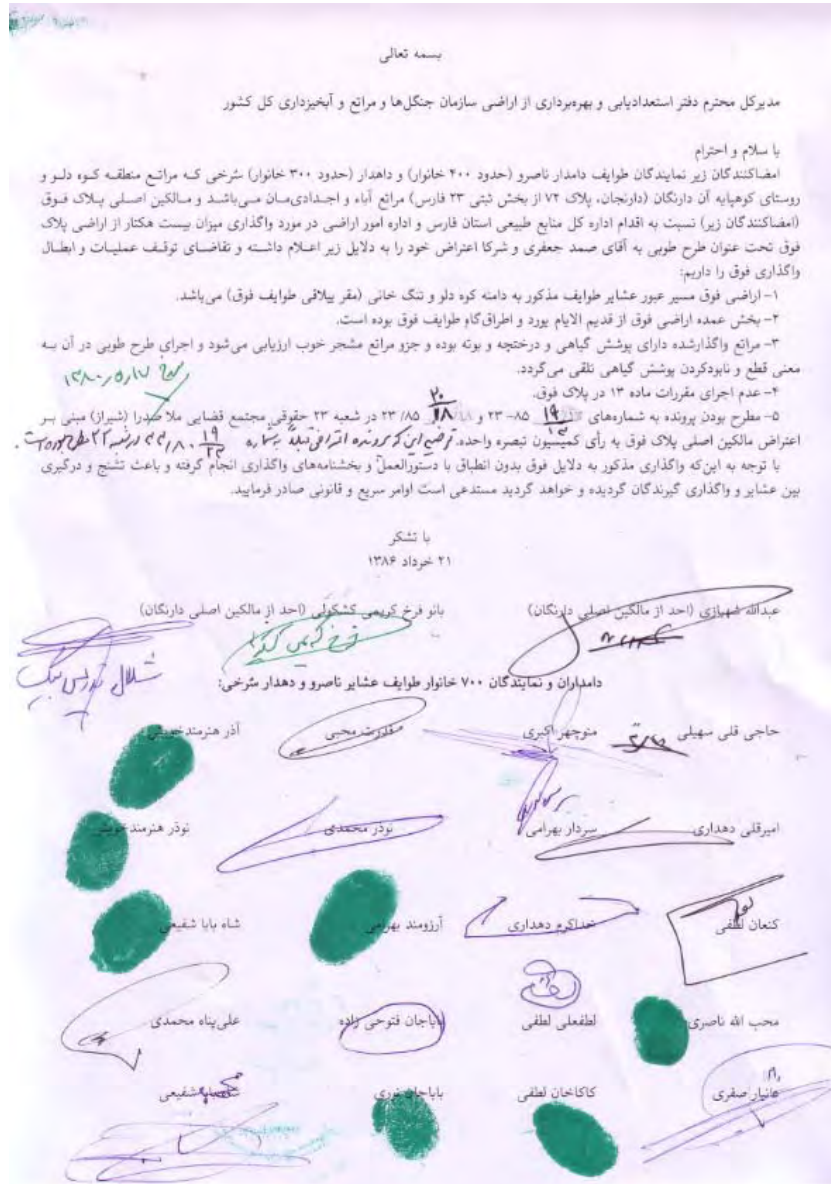 بسمه تعالی
مدیرکل محترم دفتر استعدادیابی و بهره‌برداری از اراضی سازمان جنگل‌ها و مراتع و آبخیزداری کل کشور
با سلام و احترام
امضاکنندگان زیر نمایندگان طوایف دامدار ناصرو (حدود ۴۰۰ خانوار) و داهدار (حدود ۳۰۰ خانوار) سُرخی که مراتع منطقه کوه دلو و
روستای کوهپایه آن دارنگان (دارنجان، پلاک ۷۲ از بخش ثبتی ۲۳ فارس) مراتع آباء و اجدادی‌مان می‌باشد و مالکین اصلی پلاک فوق
(امضاکنندگان زیر) نسبت به اقدام اداره کل منابع طبیعی استان فارس و اداره امور اراضی در مورد واگذاری میزان بیست هکتار از اراضی پلاک
فوق تحت عنوان طرح طوبی به آقای صمد جعفری و شرکا اعتراض خود را به دلایل زیر اعلام داشته و تقاضای توقف عملیات و ابطال
واگذاری فوق را داریم:
۱- اراضی فوق مسیر عبور عشایر طوایف مذکور به دامنه کوه دلو و تنگ خانی (مقر ییلاقی طوایف فوق) می‌باشد.
۲- بخش عمده اراضی فوق از قدیم الایام یورد و اطراق‌گاه طوایف فوق بوده است.
۳- مراتع واگذارشده دارای پوشش گیاهی و درختچه و بوته بوده و جزو مراتع مشجر خوب ارزیابی می‌شود و اجرای طرح طوبی در آن به
معنی قطع و نابودکردن پوشش گیاهی تلقی می‌گردد.
۴- عدم اجرای مقررات ماده ۱۳ در پلاک فوق.
۵- مطرح بودن پرونده به شماره‌های ۸۵- ۲۳ و ۸۵/ ۲۳ در شعبه ۲۳ حقوقی مجتمع قضایی ملا صدرا (شیراز) مبنی بر
اعتراض مالکین اصلی پلاک فوق به رأی کمیسیون تبصره واحده.
با توجه به این‌که واگذاری مذکور به دلایل فوق بدون انطباق با دستورالعمل و بخشنامه‌های واگذاری انجام گرفته و باعث تشنج و درگیری
بین عشایر و واگذاری گیرندگان گردیده و خواهد گردید مستدعی است اوامر سریع و قانونی صادر فرمایید.
با تشکر
۲۱ خرداد ۱۳۸۶
عبدالله شهبازی (احد از مالکین اصلی دارنگان) بانو فرخ کریمی کشکولی (احد از مالکین اصلی دارنگان)
دامداران و نمایندگان ۷۰۰ خانوار طوایف عشایر ناصرو و دهدار سُرخی:
حاجی قلی سهیلی منوچهر اکبری قدرت محبی آذر هنرمندخویش
امیرقلی دهداری سردار بهرامی نوذر محمدی نوذر هنرمندخویش
کنعان لطفی خداکرم دهداری آرزومند بهرامی شاه بابا شفیعی
محب الله ناصری لطفعلی لطفی باباجان فتوحی زاده علی‌پناه محمدی
مانیار صفری کاکاخان لطفی باباجان نوری شفیعی